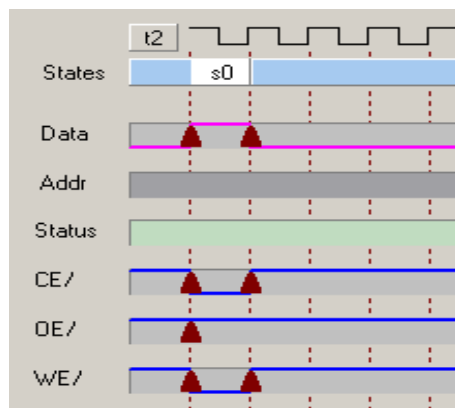 t2
States s0
Data
Addr
Status
CE/
OE/
WE/